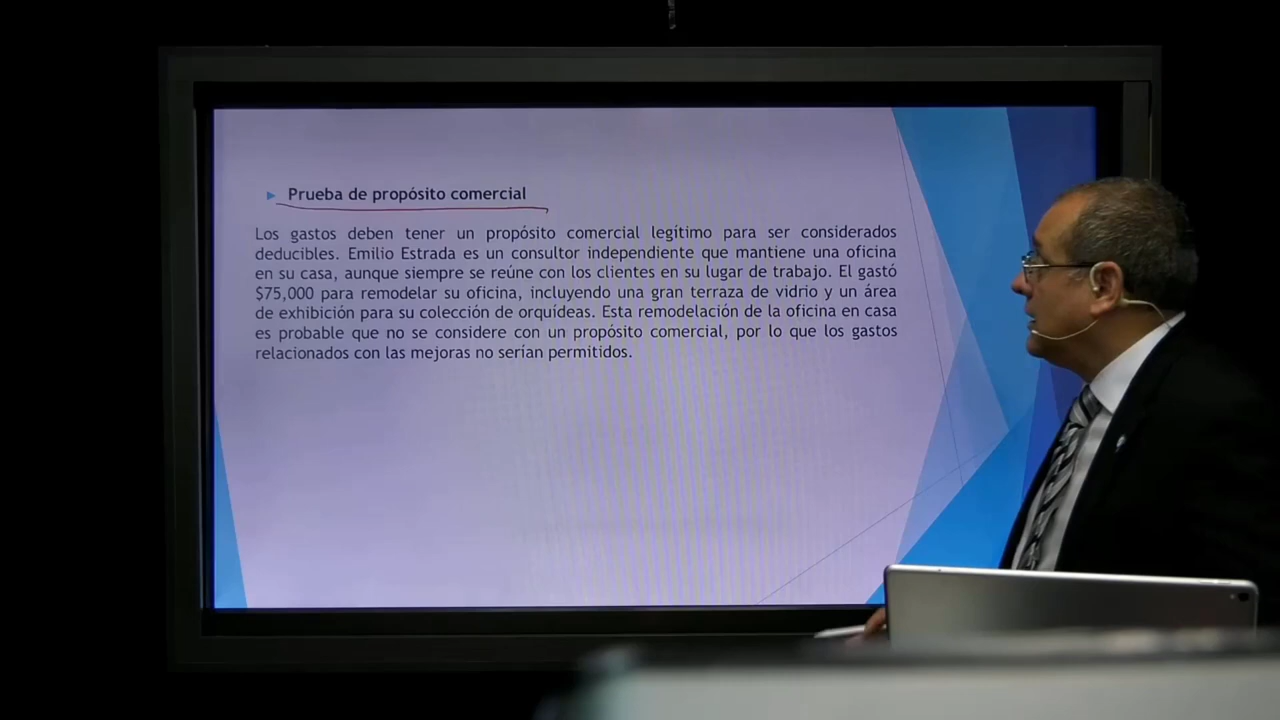 Prueba de propósito comercial
Los gastos deben tener un propósito comercial legítimo para ser considerados
deducibles. Emilio Estrada es un consultor independiente que mantiene una oficina
en su casa, aunque siempre se reúne con los clientes en su lugar de trabajo. El gastó
$75,000 para remodelar su oficina, incluyendo una gran terraza de vidrio y un área
de exhibición para su colección de orquídeas. Esta remodelación de la oficina en casa
es probable que no se considere con un propósito comercial, por lo que los gastos
relacionados con las mejoras no serían permitidos.